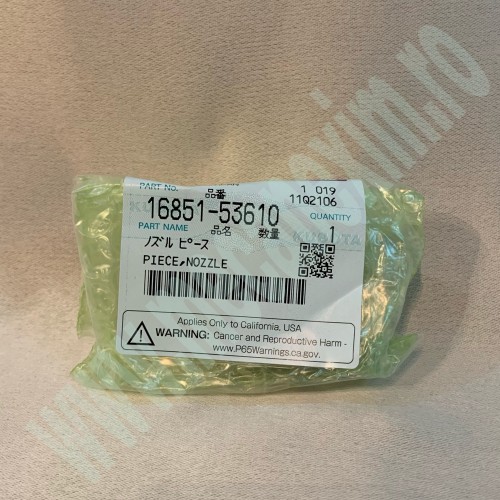 PART No.
品番
1 019
11Q2106
16851-53610
QUANTITY
PART NAME
品名
数量
1
ノズル ピース
PIECE,NOZZLE
KUBOTA
Applies Only to California, USA
WARNING: Cancer and Reproductive Harm -
www.P65Warnings.ca.gov.